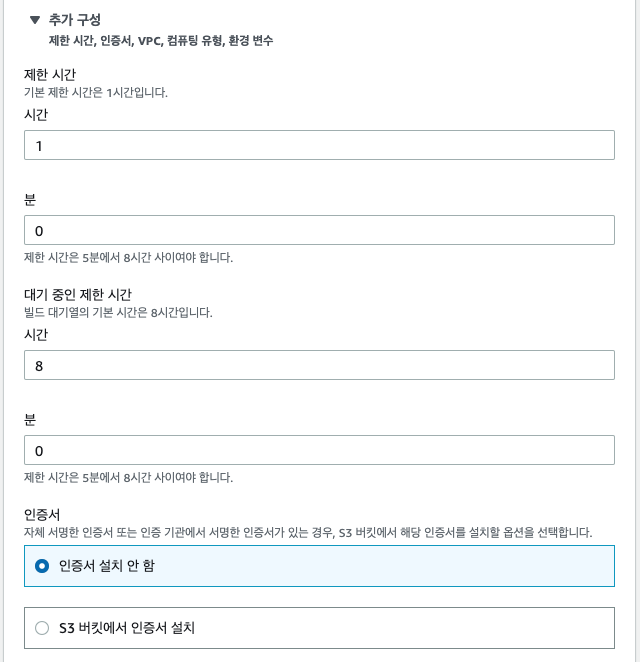 추가 구성
제한 시간, 인증서, VPC, 컴퓨팅 유형, 환경 변수
제한 시간
기본 제한 시간은 1시간입니다.
시간
1
분
0
제한 시간은 5분에서 8시간 사이여야 합니다.
대기 중인 제한 시간
빌드 대기열의 기본 시간은 8시간입니다.
시간
8
분
0
제한 시간은 5분에서 8시간 사이여야 합니다.
인증서
자체 서명한 인증서 또는 인증 기관에서 서명한 인증서가 있는 경우, S3 버킷에서 해당 인증서를 설치할 옵션을 선택합니다.
인증서 설치 안 함
S3 버킷에서 인증서 설치